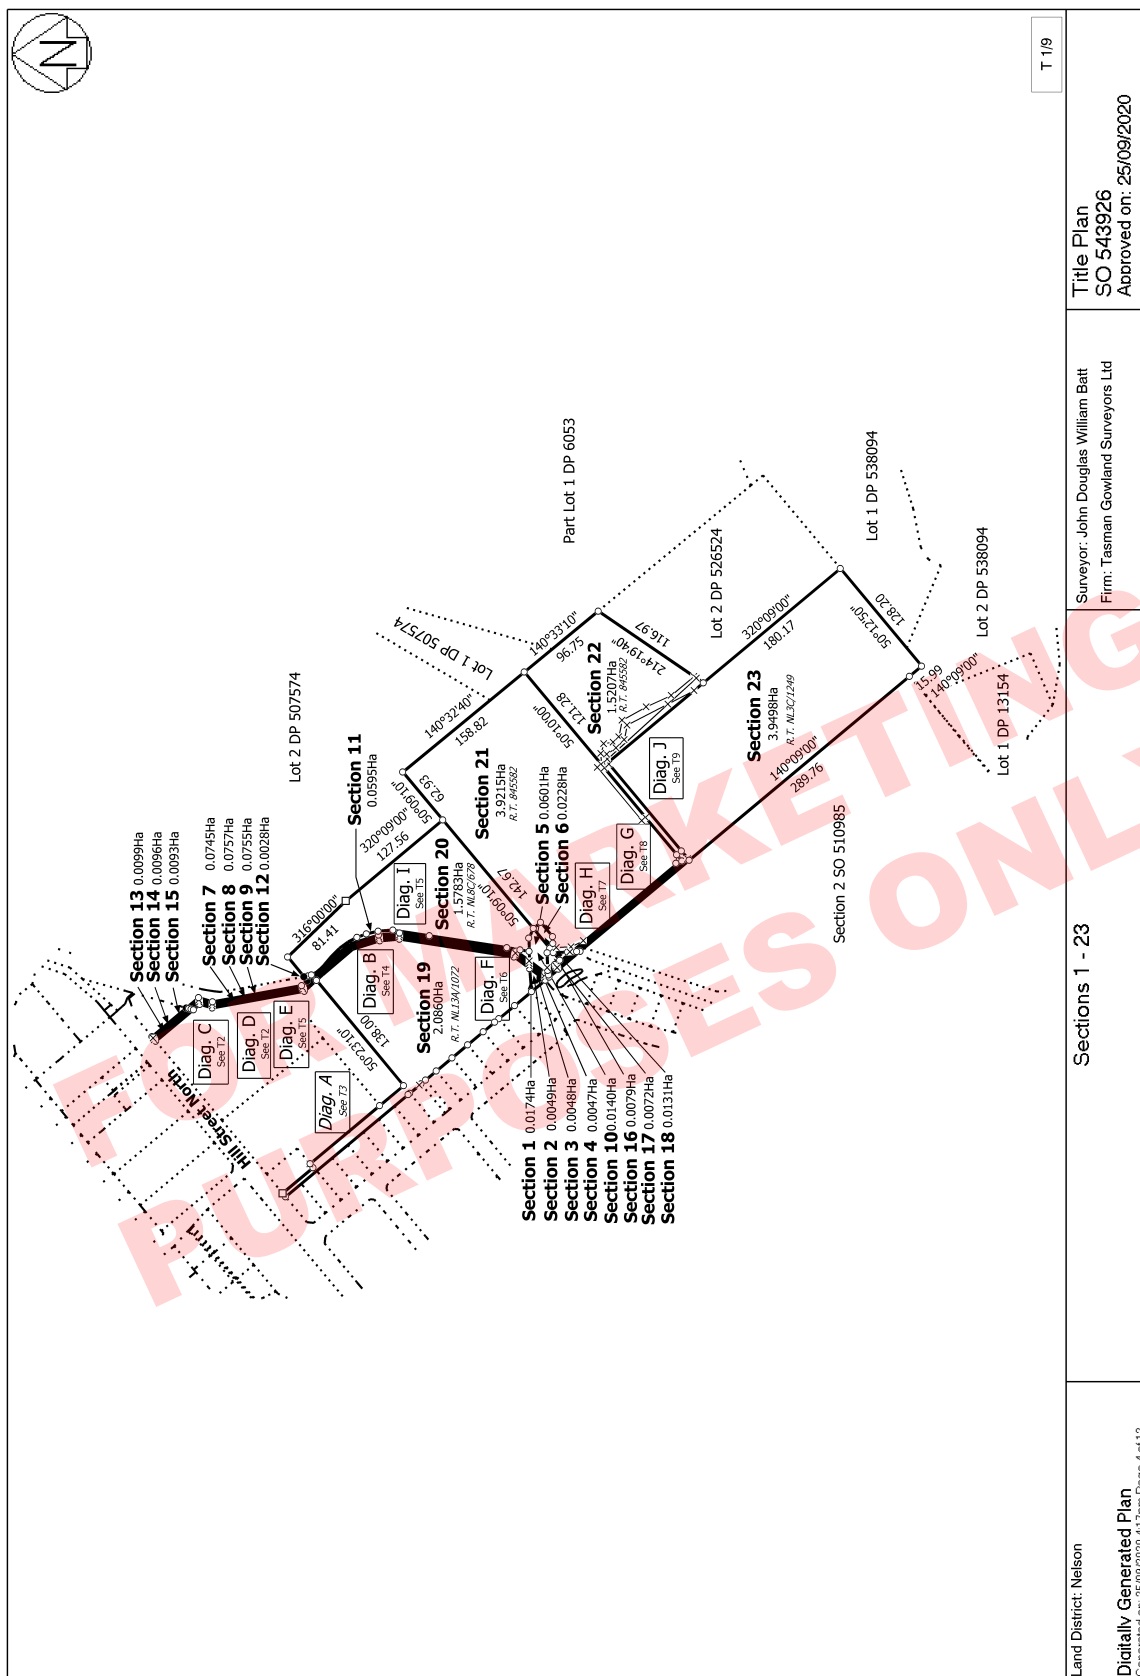 N
T 1/9
Title Plan
SO 543926
Approved on: 25/09/2020
Surveyor: John Douglas William Batt
Firm: Tasman Gowland Surveyors Ltd
Sections 1 - 23
Land District: Nelson
Digitally Generated Plan
Generated on: 25/09/2020 4:17pm Page 4 of 13
FOR MARKETING
PURPOSES ONLY
Section 13 0.0099Ha
Section 14 0.0096Ha
Section 15 0.0093Ha
Section 7 0.0745Ha
Section 8 0.0757Ha
Section 9 0.0755Ha
Section 12 0.0028Ha
Lot 2 DP 507574
Section 11
0.0595Ha
316°00'00"
81.41
320°09'00"
127.56
50°09'10"
62.93
140°32'40"
158.82
Lot 1 DP 507574
140°33'10"
96.75
Part Lot 1 DP 6053
214°19'40"
116.97
Lot 2 DP 526524
320°09'00"
180.17
Lot 1 DP 538094
50°12'50"
128.20
Lot 2 DP 538094
15.99
140°09'00"
Lot 1 DP 13154
140°09'00"
289.76
Section 2 SO 510985
Section 21
3.9215Ha
R.T. 845582
Section 22
1.5207Ha
R.T. 845582
50°10'00"
121.28
Section 23
3.9498Ha
R.T. NL3C/1249
Section 20
1.5783Ha
R.T. NL8C/678
50°09'10"
142.67
Section 19
2.0860Ha
R.T. NL13A/1072
50°23'10"
138.00
Section 5 0.0601Ha
Section 6 0.0228Ha
Diag. C
See T2
Diag. D
See T2
Diag. E
See T5
Diag. A
See T3
Diag. B
See T4
Diag. I
See T5
Diag. F
See T6
Diag. H
See T7
Diag. G
See T8
Diag. J
See T9
Hill Street North
Section 1 0.0174Ha
Section 2 0.0049Ha
Section 3 0.0048Ha
Section 4 0.0047Ha
Section 10 0.0140Ha
Section 16 0.0079Ha
Section 17 0.0072Ha
Section 18 0.0131Ha